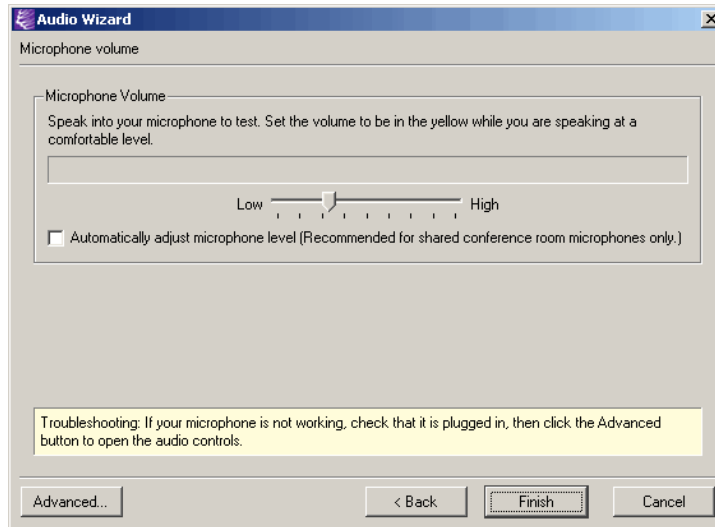 Audio Wizard
Microphone volume
Microphone Volume
Speak into your microphone to test. Set the volume to be in the yellow while you are speaking at a
comfortable level.
Low High
Automatically adjust microphone level (Recommended for shared conference room microphones only.)
Troubleshooting: If your microphone is not working, check that it is plugged in, then click the Advanced
button to open the audio controls.
Advanced... < Back Finish Cancel